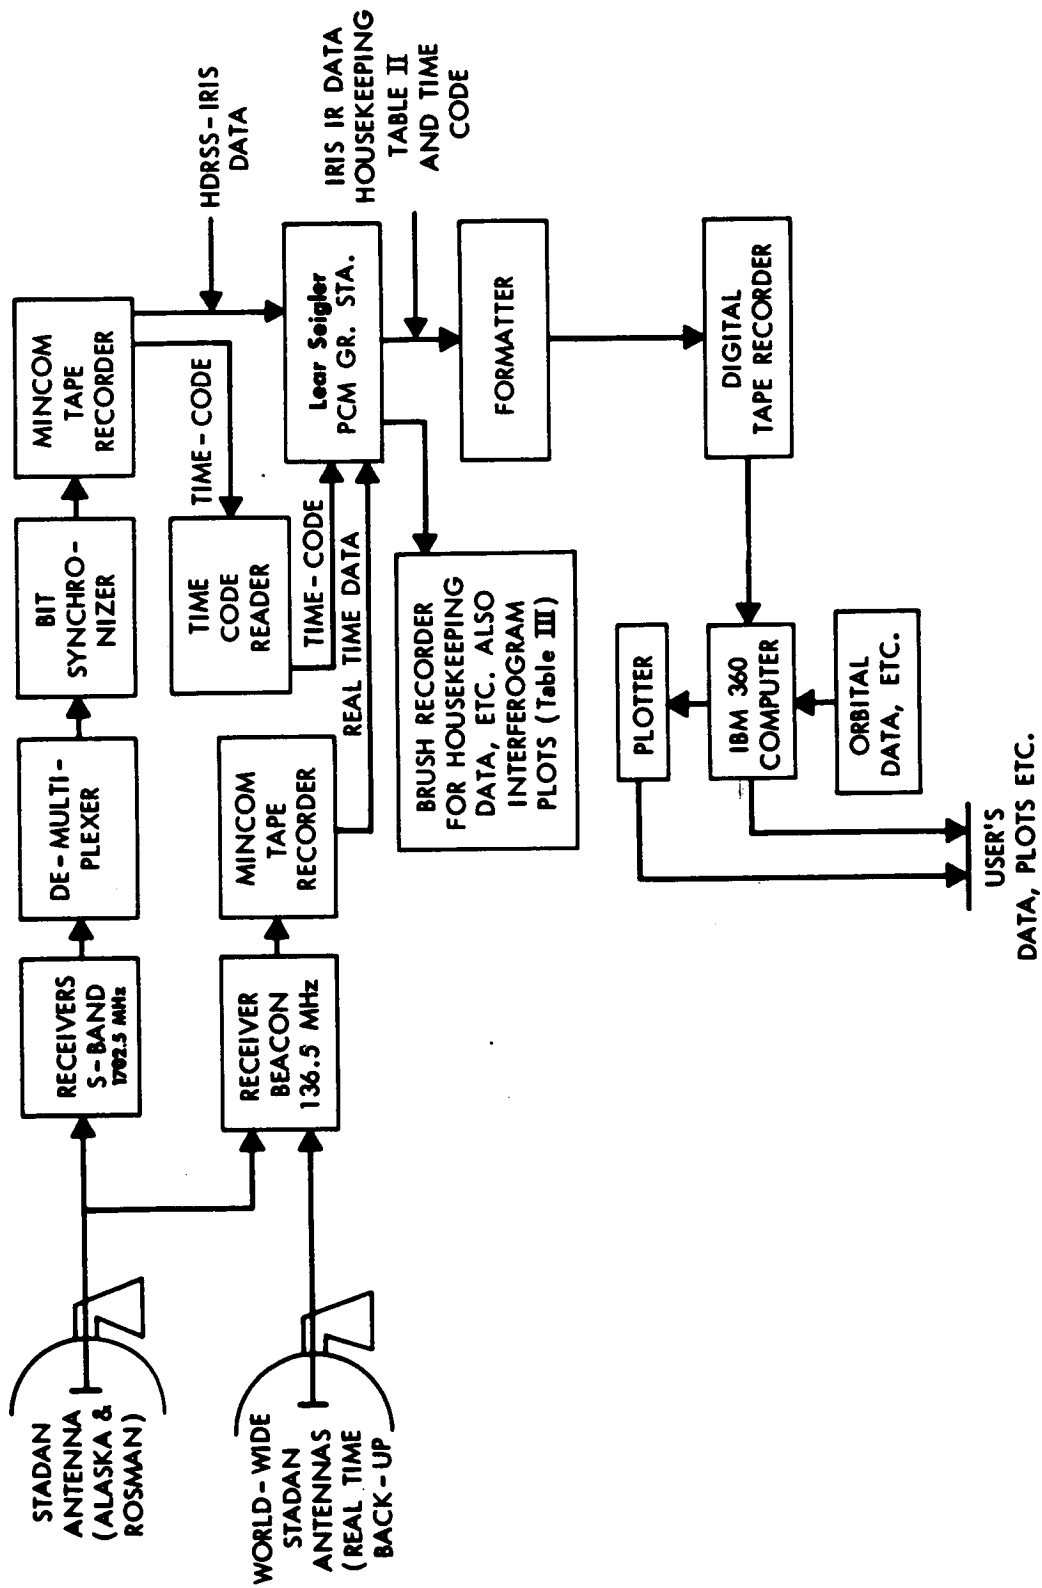 STADAN
ANTENNA
(ALASKA &
ROSMAN)
RECEIVERS
S-BAND
1702.5 MHz
DE-MULTI-
PLEXER
BIT
SYNCHRO-
NIZER
MINCOM
TAPE
RECORDER
HDRSS-IRIS
DATA
TIME-CODE
TIME
CODE
READER
TIME-CODE
REAL TIME DATA
WORLD-WIDE
STADAN
ANTENNAS
(REAL TIME
BACK-UP
RECEIVER
BEACON
136.5 MHz
MINCOM
TAPE
RECORDER
Lear Seigler
PCM GR. STA.
IRIS IR DATA
HOUSEKEEPING
TABLE II
AND TIME
CODE
BRUSH RECORDER
FOR HOUSEKEEPING
DATA, ETC. ALSO
INTERFEROGRAM
PLOTS (Table III)
FORMATTER
DIGITAL
TAPE RECORDER
PLOTTER
IBM 360
COMPUTER
ORBITAL
DATA, ETC.
USER'S
DATA, PLOTS ETC.